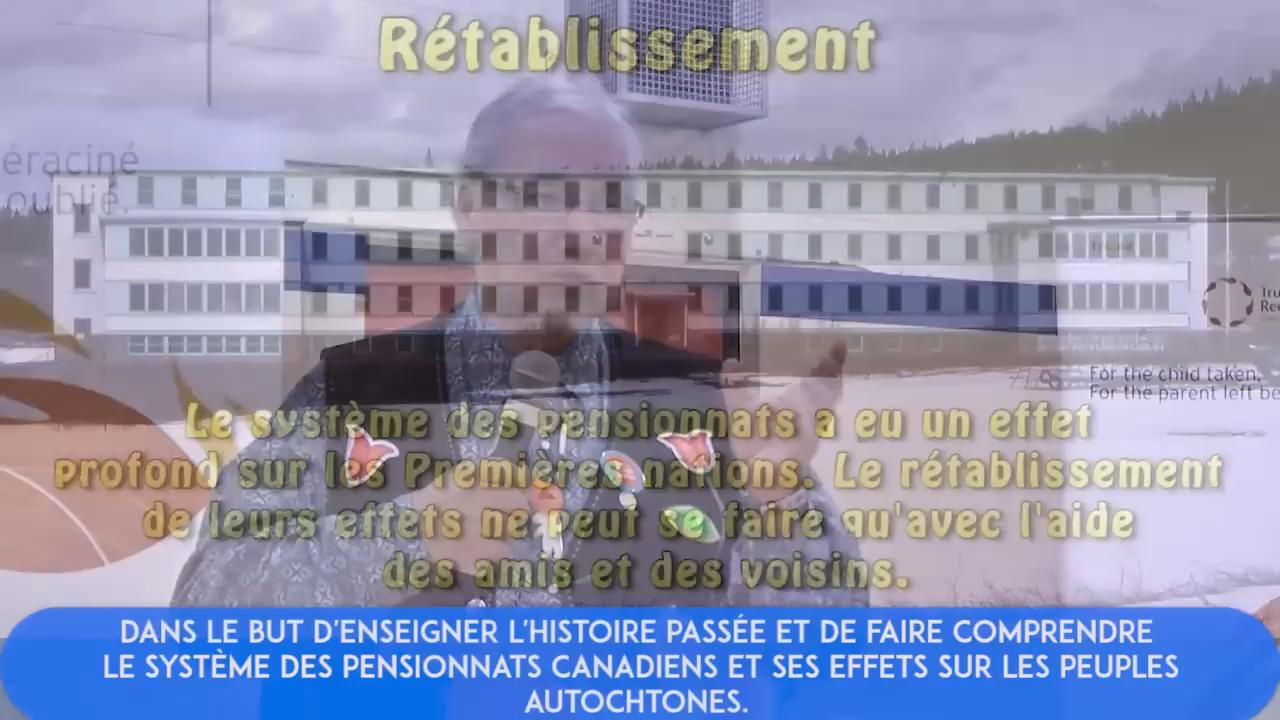 Rétablissement
éraciné
oublié.
For the child taken,
For the parent left be
Le système des pensionnats a eu un effet
profond sur les Premières nations. Le rétablissement
de leurs effets ne peut se faire qu'avec l'aide
des amis et des voisins.
DANS LE BUT D'ENSEIGNER L'HISTOIRE PASSÉE ET DE FAIRE COMPRENDRE
LE SYSTÈME DES PENSIONNATS CANADIENS ET SES EFFETS SUR LES PEUPLES
AUTOCHTONES.